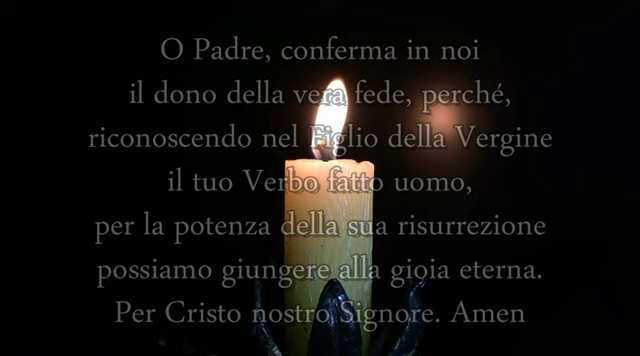 O Padre, conferma in noi
il dono della vera fede, perché,
riconoscendo nel Figlio della Vergine
il tuo Verbo fatto uomo,
per la potenza della sua risurrezione
possiamo giungere alla gioia eterna.
Per Cristo nostro Signore. Amen